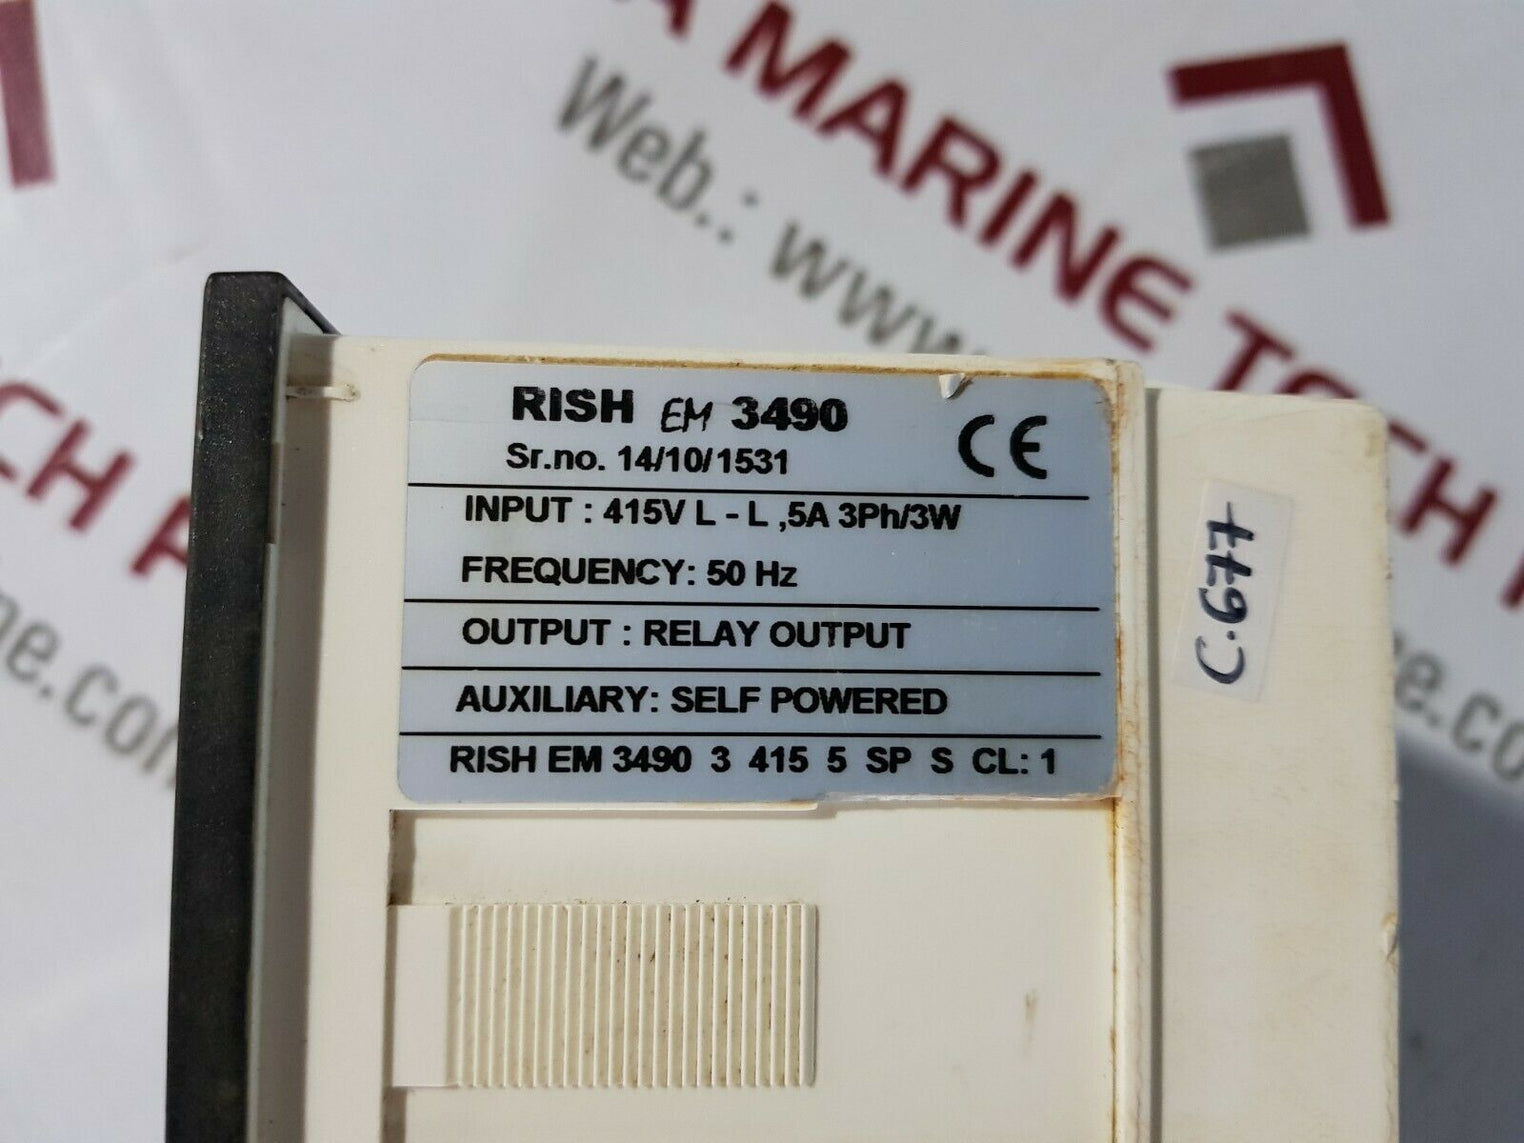 A MARINE TECH
Web.: www.
RISH EM 3490
Sr.no. 14/10/1531
CE
INPUT : 415V L - L ,5A 3Ph/3W
FREQUENCY: 50 Hz
OUTPUT : RELAY OUTPUT
AUXILIARY: SELF POWERED
RISH EM 3490 3 415 5 SP S CL: 1
C.677